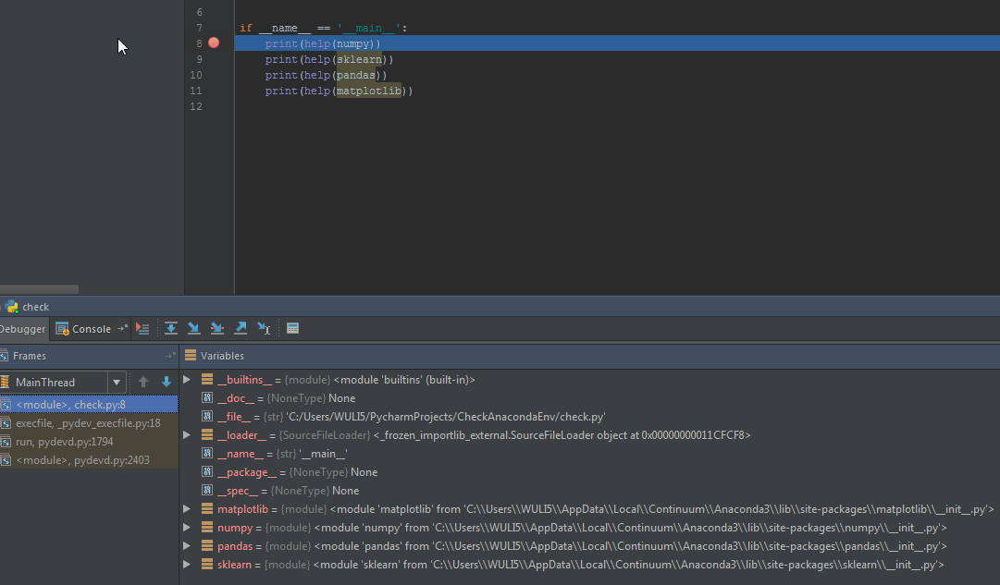 6
7 if __name__ == '__main__':
8 print(help(numpy))
9 print(help(sklearn))
10 print(help(pandas))
11 print(help(matplotlib))
12
check
Debugger Console
Frames Variables
MainThread
<module>, check.py:8
execfile, _pydev_execfile.py:18
run, pydevd.py:1794
<module>, pydevd.py:2403
__builtins__ = {module} <module 'builtins' (built-in)>
__doc__ = {NoneType} None
__file__ = {str} 'C:/Users/WULI5/PycharmProjects/CheckAnacondaEnv/check.py'
__loader__ = {SourceFileLoader} <_frozen_importlib_external.SourceFileLoader object at 0x00000000011CFCF8>
__name__ = {str} '__main__'
__package__ = {NoneType} None
__spec__ = {NoneType} None
matplotlib = {module} <module 'matplotlib' from 'C:\\Users\\WULI5\\AppData\\Local\\Continuum\\Anaconda3\\lib\\site-packages\\matplotlib\\__init__.py'>
numpy = {module} <module 'numpy' from 'C:\\Users\\WULI5\\AppData\\Local\\Continuum\\Anaconda3\\lib\\site-packages\\numpy\\__init__.py'>
pandas = {module} <module 'pandas' from 'C:\\Users\\WULI5\\AppData\\Local\\Continuum\\Anaconda3\\lib\\site-packages\\pandas\\__init__.py'>
sklearn = {module} <module 'sklearn' from 'C:\\Users\\WULI5\\AppData\\Local\\Continuum\\Anaconda3\\lib\\site-packages\\sklearn\\__init__.py'>